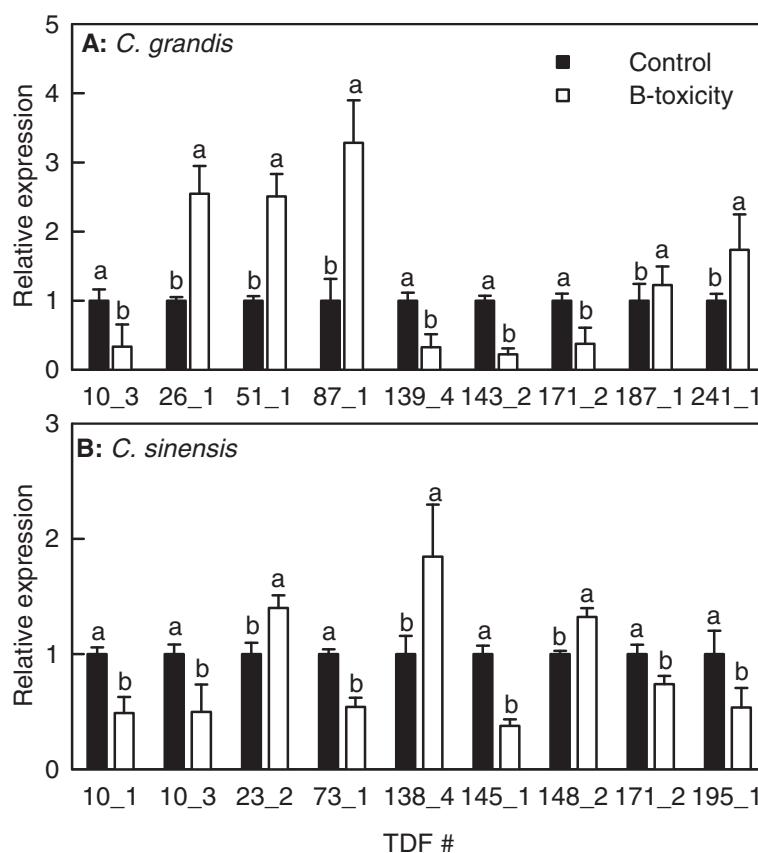 A: C. grandis
Control
B-toxicity
Relative expression
5
4
3
2
1
0
a b b a b a b a a b a b a b b a b a
10_3 26_1 51_1 87_1 139_4 143_2 171_2 187_1 241_1
B: C. sinensis
Relative expression
3
2
1
0
a b a b b a a b b a a b b a a b a b
10_1 10_3 23_2 73_1 138_4 145_1 148_2 171_2 195_1
TDF #